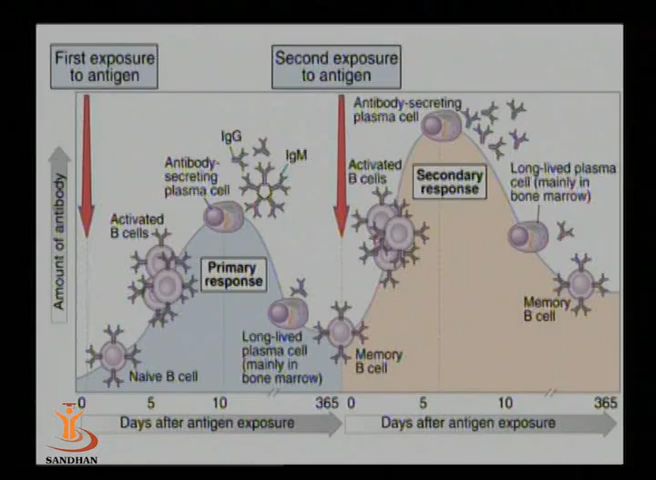 First exposure
to antigen
Second exposure
to antigen
Amount of antibody
Antibody-secreting
plasma cell
IgG
IgM
Antibody-
secreting
plasma cell
Activated
B cells
Activated
B cells
Secondary
response
Long-lived plasma
cell (mainly in
bone marrow)
Primary
response
Naive B cell
Long-lived
plasma cell
(mainly in
bone marrow)
Memory
B cell
Memory
B cell
0 5 10 365 0 5 10 365
Days after antigen exposure
Days after antigen exposure
SANDHAN